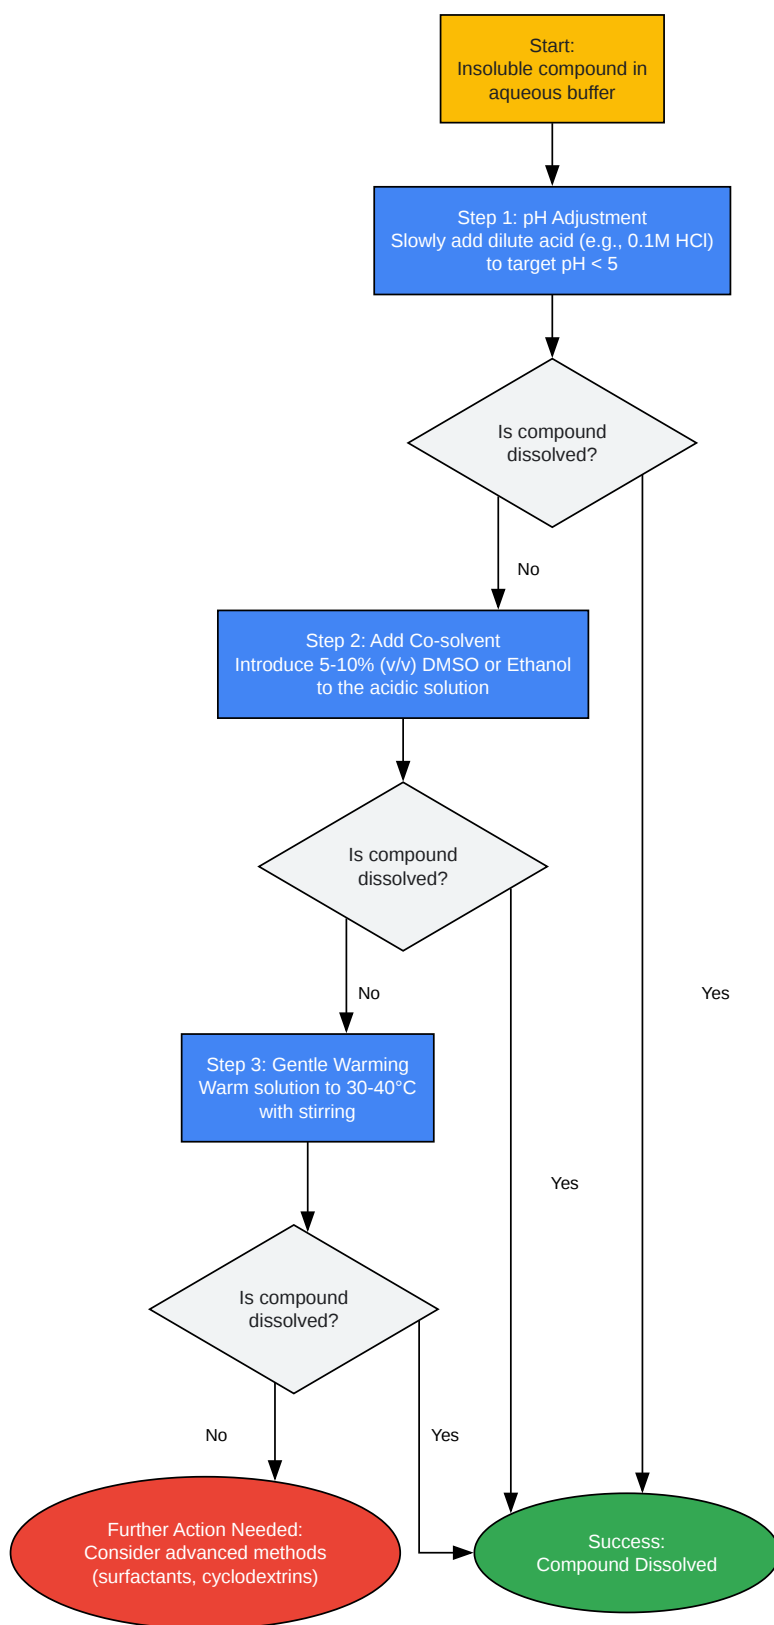 Start:
Insoluble compound in
aqueous buffer
Step 1: pH Adjustment
Slowly add dilute acid (e.g., 0.1M HCl)
to target pH < 5
Is compound
dissolved?
No
Step 2: Add Co-solvent
Introduce 5-10% (v/v) DMSO or Ethanol
to the acidic solution
Is compound
dissolved?
No
Yes
Step 3: Gentle Warming
Warm solution to 30-40°C
with stirring
Yes
Is compound
dissolved?
No
Yes
Further Action Needed:
Consider advanced methods
(surfactants, cyclodextrins)
Success:
Compound Dissolved